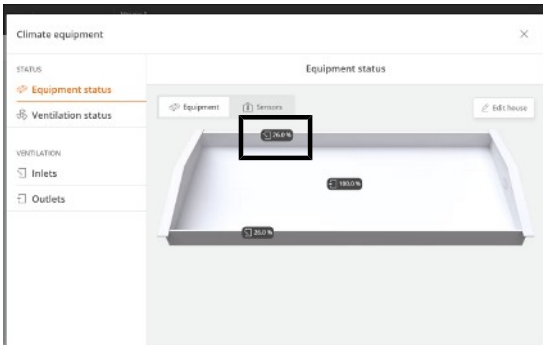 Climate equipment
STATUS
Equipment status
Ventilation status
VENTILATION
Inlets
Outlets
Equipment status
Equipment
Sensors
Edit house
26.0 %
100.0 %
26.0 %